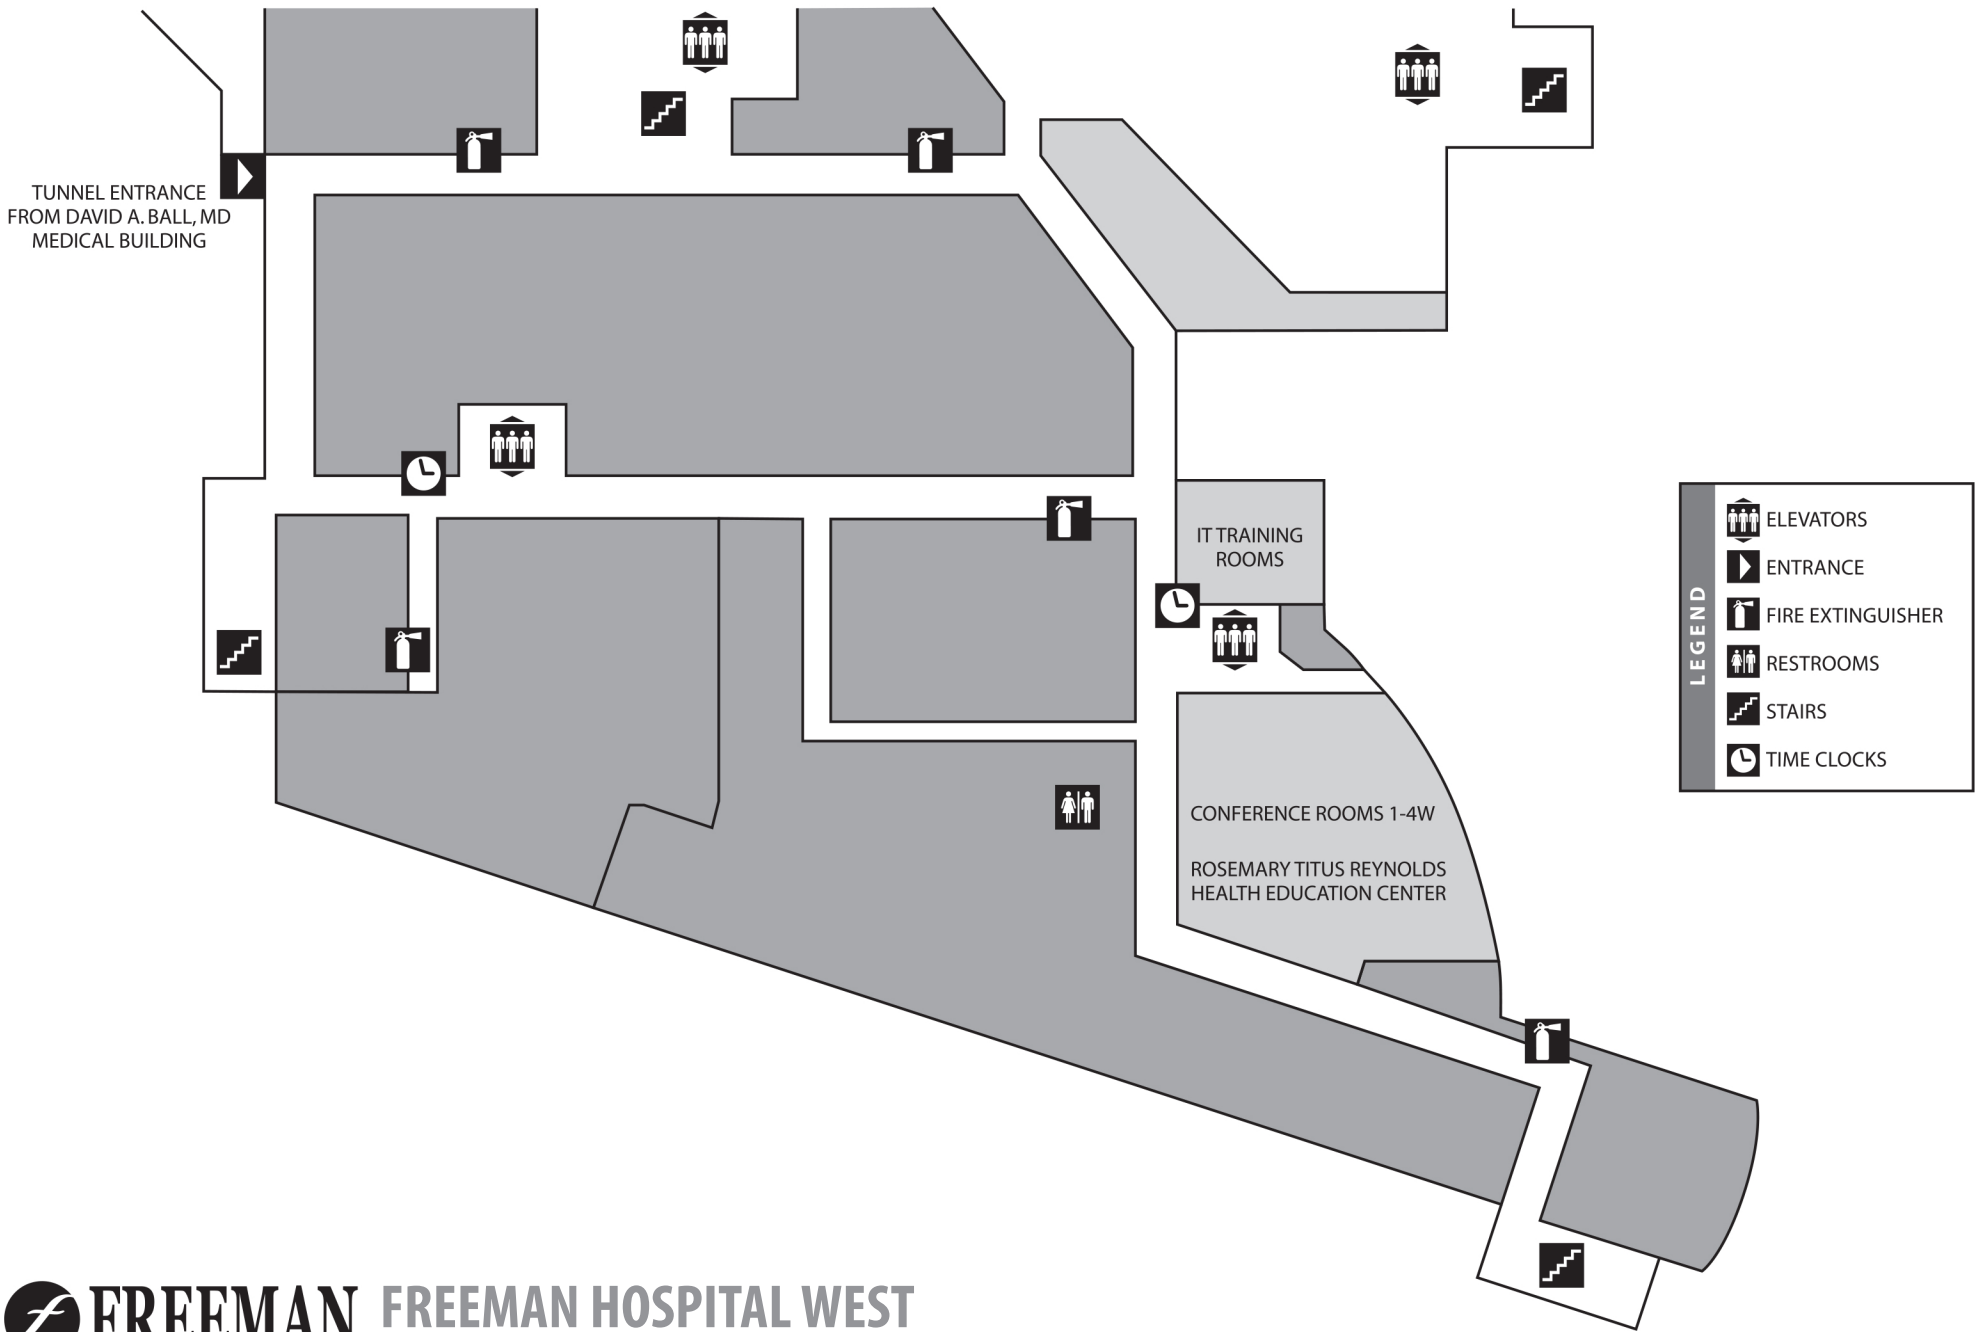 TUNNEL ENTRANCE
FROM DAVID A. BALL, MD
MEDICAL BUILDING
IT TRAINING
ROOMS
CONFERENCE ROOMS 1-4W
ROSEMARY TITUS REYNOLDS
HEALTH EDUCATION CENTER
LEGEND
ELEVATORS
ENTRANCE
FIRE EXTINGUISHER
RESTROOMS
STAIRS
TIME CLOCKS
FREEMAN
FREEMAN HOSPITAL WEST